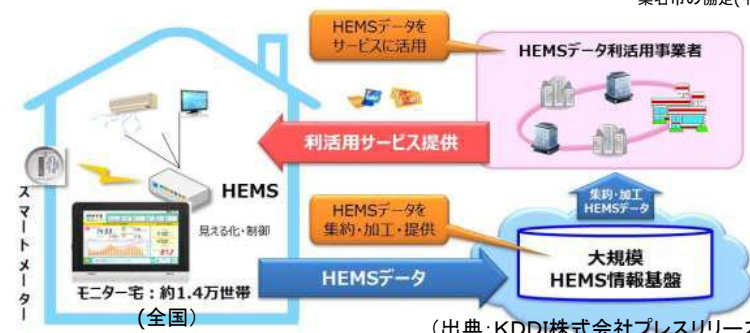 桑名市の協定(
HEMSデータを
サービスに活用
HEMSデータ利活用事業者
利活用サービス提供
スマートメーター
HEMS
見える化・制御
HEMSデータを
集約・加工・提供
集約・加工
HEMSデータ
大規模
HEMS情報基盤
HEMSデータ
モニター宅:約1.4万世帯
(全国)
(出典:KDDI株式会社プレスリリース